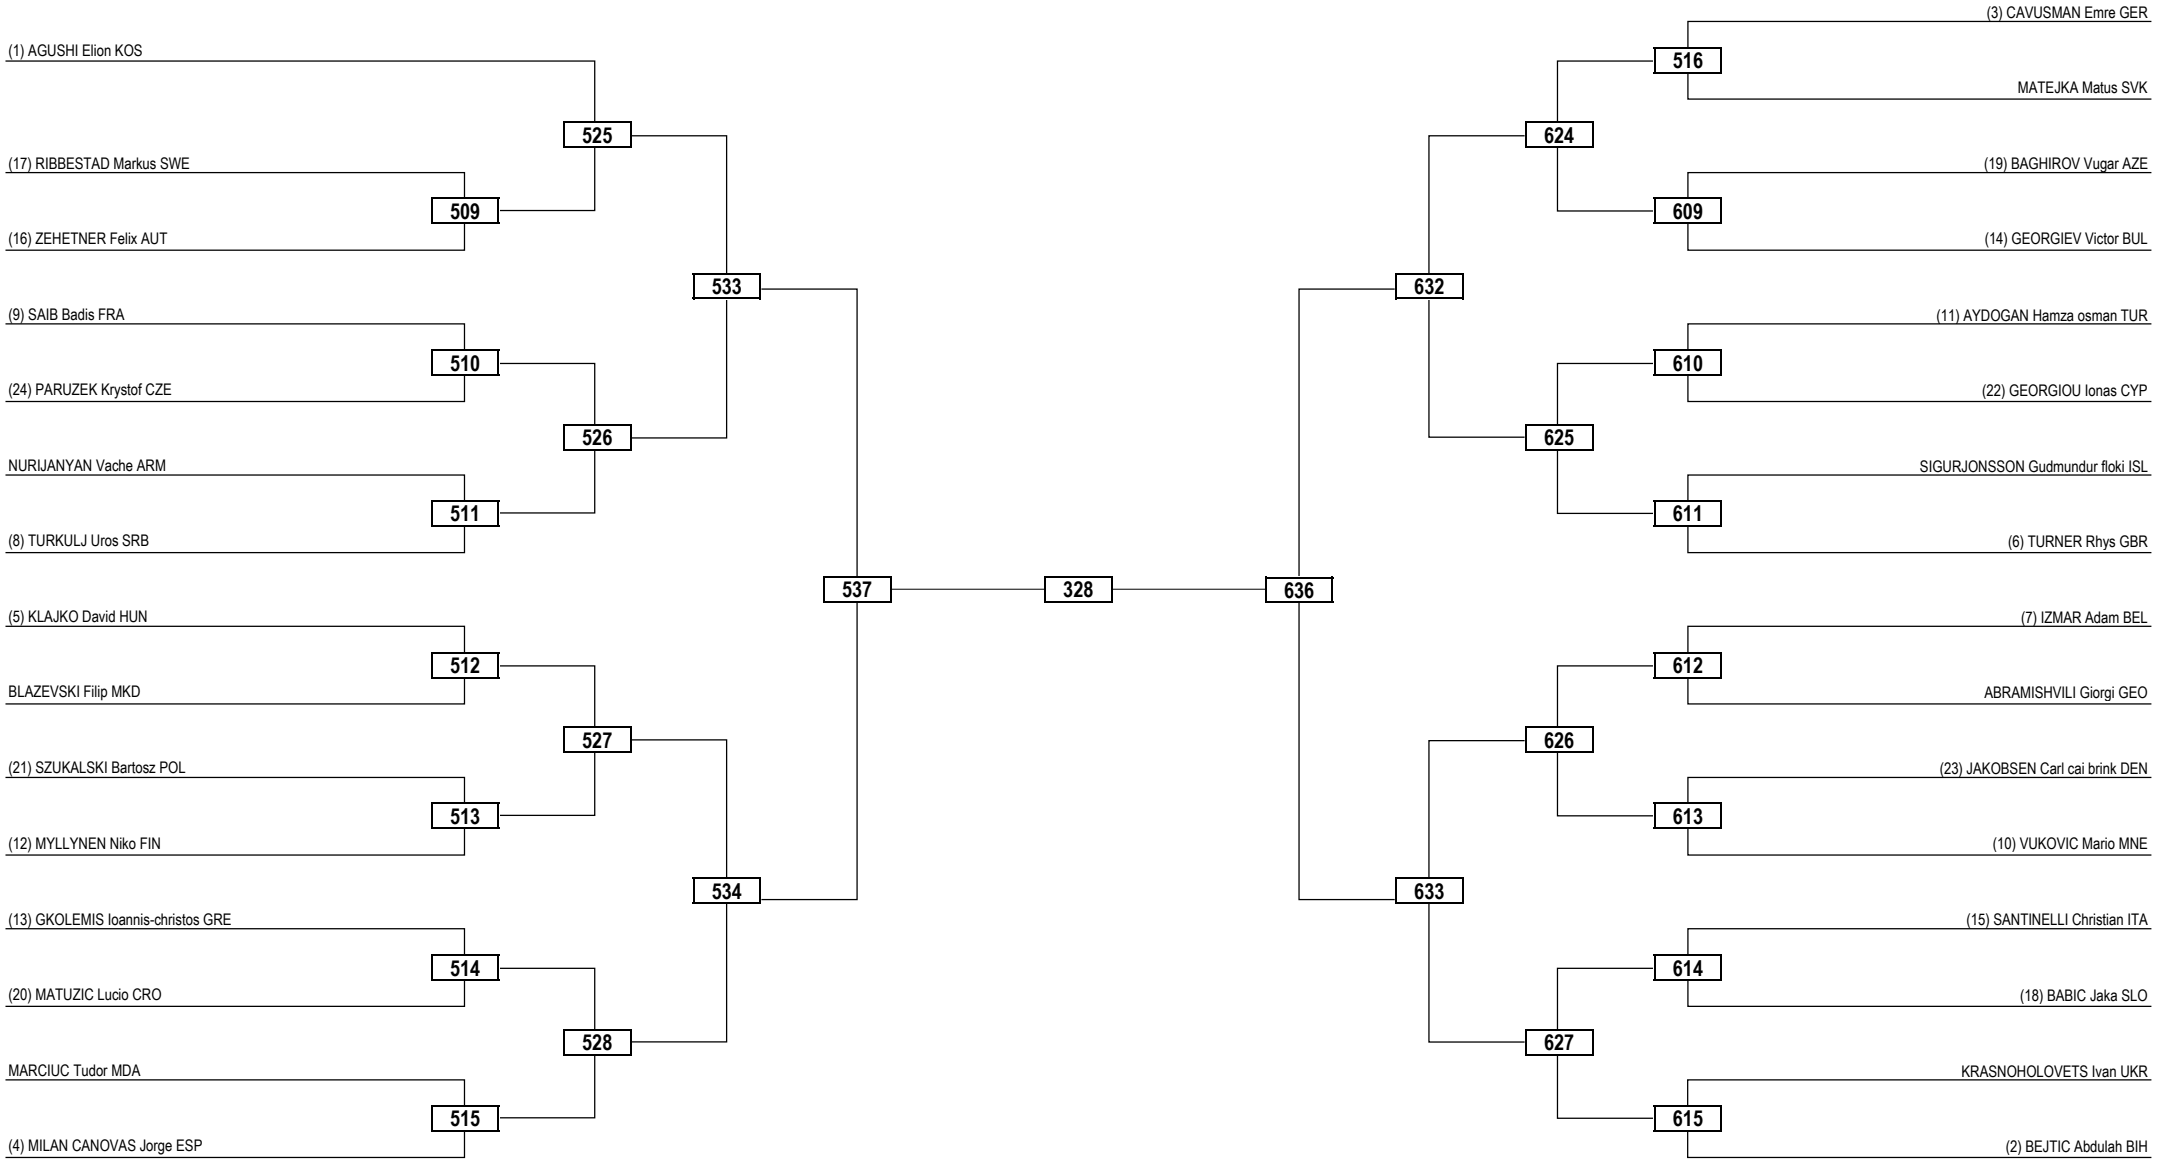 (1) AGUSHI Elion KOS
525
(17) RIBBESTAD Markus SWE
509
(16) ZEHETNER Felix AUT
533
(9) SAIB Badis FRA
510
(24) PARUZEK Krystof CZE
526
NURIJANYAN Vache ARM
511
(8) TURKULJ Uros SRB
537
(5) KLAJKO David HUN
512
BLAZEVSKI Filip MKD
527
(21) SZUKALSKI Bartosz POL
513
(12) MYLLYNEN Niko FIN
534
(13) GKOLEMIS Ioannis-christos GRE
514
(20) MATUZIC Lucio CRO
528
MARCIUC Tudor MDA
515
(4) MILAN CANOVAS Jorge ESP
328
(3) CAVUSMAN Emre GER
516
MATEJKA Matus SVK
624
(19) BAGHIROV Vugar AZE
609
(14) GEORGIEV Victor BUL
632
(11) AYDOGAN Hamza osman TUR
610
(22) GEORGIOU Ionas CYP
625
SIGURJONSSON Gudmundur floki ISL
611
(6) TURNER Rhys GBR
636
(7) IZMAR Adam BEL
612
ABRAMISHVILI Giorgi GEO
626
(23) JAKOBSEN Carl cai brink DEN
613
(10) VUKOVIC Mario MNE
633
(15) SANTINELLI Christian ITA
614
(18) BABIC Jaka SLO
627
KRASNOHOLOVETS Ivan UKR
615
(2) BEJTIC Abdulah BIH